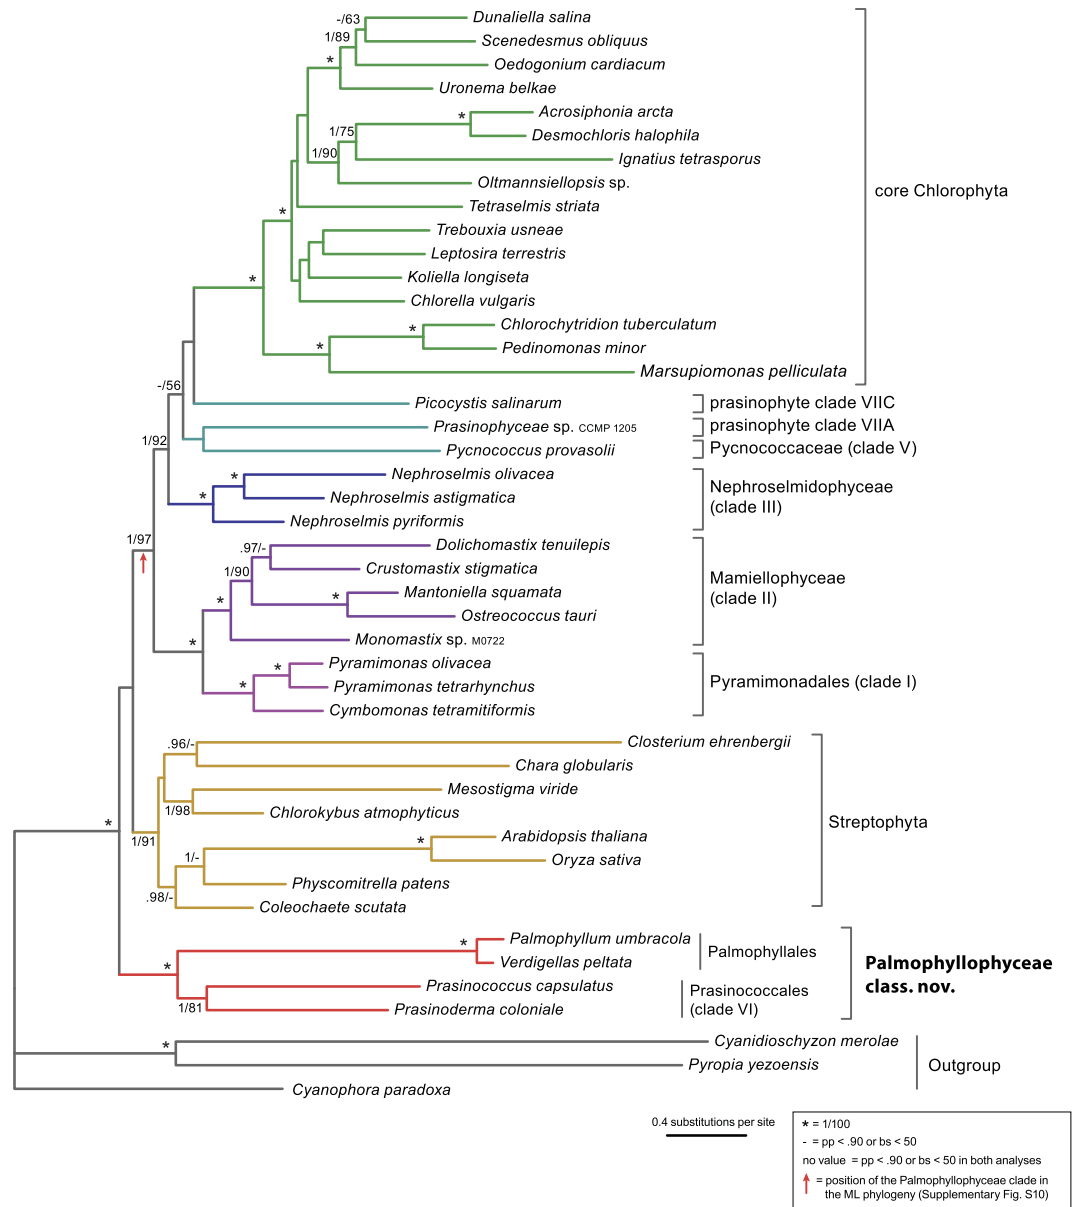 -/63
Dunaliella salina
1/89
Scenedesmus obliquus
*
Oedogonium cardiacum
Uronema belkae
*
Acrosiphonia arcta
1/75
Desmochloris halophila
1/90
Ignatius tetrasporus
Oltmannsiellopsis sp.
core Chlorophyta
*
Tetraselmis striata
Trebouxia usneae
Leptosira terrestris
*
Koliella longiseta
Chlorella vulgaris
*
Chlorochytridion tuberculatum
*
Pedinomonas minor
Marsupiomonas pelliculata
-/56
Picocystis salinarum
prasinophyte clade VIIC
1/92
Prasinophyceae sp. CCMP 1205
prasinophyte clade VIIA
Pycnococcus provasolii
Pycnococcaceae (clade V)
*
Nephroselmis olivacea
*
Nephroselmis astigmatica
Nephroselmidophyceae
(clade III)
Nephroselmis pyriformis
1/97
.97/-
Dolichomastix tenuilepis
1/90
Crustomastix stigmatica
Mamiellophyceae
(clade II)
*
*
Mantoniella squamata
Ostreococcus tauri
*
Monomastix sp. M0722
*
Pyramimonas olivacea
*
Pyramimonas tetrarhynchus
Pyramimonadales (clade I)
Cymbomonas tetramitiformis
.96/-
Closterium ehrenbergii
Chara globularis
Mesostigma viride
1/98
Chlorokybus atmophyticus
Streptophyta
*
1/91
*
Arabidopsis thaliana
1/-
Oryza sativa
Physcomitrella patens
.98/-
Coleochaete scutata
*
Palmophyllum umbracola
Palmophyllales
*
Verdigellas peltata
Palmophyllophyceae
class. nov.
Prasinococcus capsulatus
Prasinococcales
(clade VI)
1/81
Prasinoderma coloniale
*
Cyanidioschyzon merolae
Pyropia yezoensis
Outgroup
Cyanophora paradoxa
0.4 substitutions per site
* = 1/100
- = pp < .90 or bs < 50
no value = pp < .90 or bs < 50 in both analyses
= position of the Palmophyllophyceae clade in
the ML phylogeny (Supplementary Fig. S10)